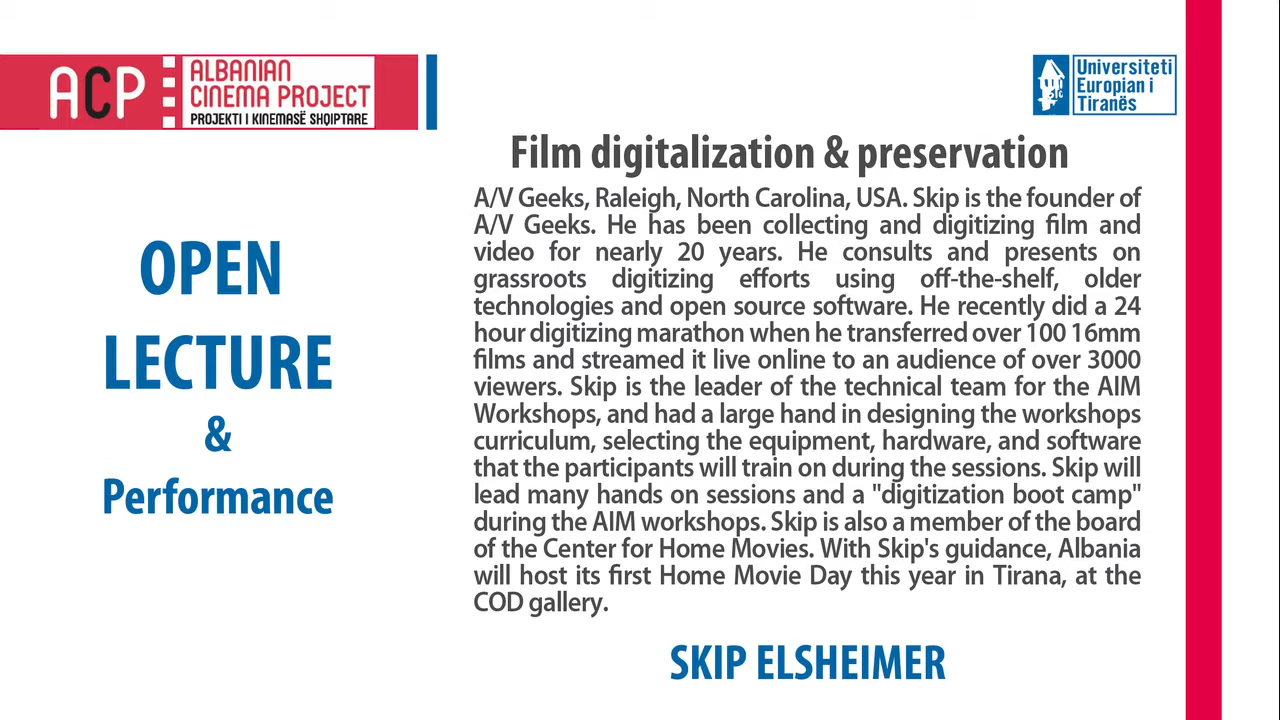 ACP
ALBANIAN
CINEMA PROJECT
PROJEKTI I KINEMASË SHQIPTARE
Universiteti
Europian i
Tiranës
OPEN
LECTURE
&
Performance
Film digitalization & preservation
A/V Geeks, Raleigh, North Carolina, USA. Skip is the founder of
A/V Geeks. He has been collecting and digitizing film and
video for nearly 20 years. He consults and presents on
grassroots digitizing efforts using off-the-shelf, older
technologies and open source software. He recently did a 24
hour digitizing marathon when he transferred over 100 16mm
films and streamed it live online to an audience of over 3000
viewers. Skip is the leader of the technical team for the AIM
Workshops, and had a large hand in designing the workshops
curriculum, selecting the equipment, hardware, and software
that the participants will train on during the sessions. Skip will
lead many hands on sessions and a "digitization boot camp"
during the AIM workshops. Skip is also a member of the board
of the Center for Home Movies. With Skip's guidance, Albania
will host its first Home Movie Day this year in Tirana, at the
COD gallery.
SKIP ELSHEIMER